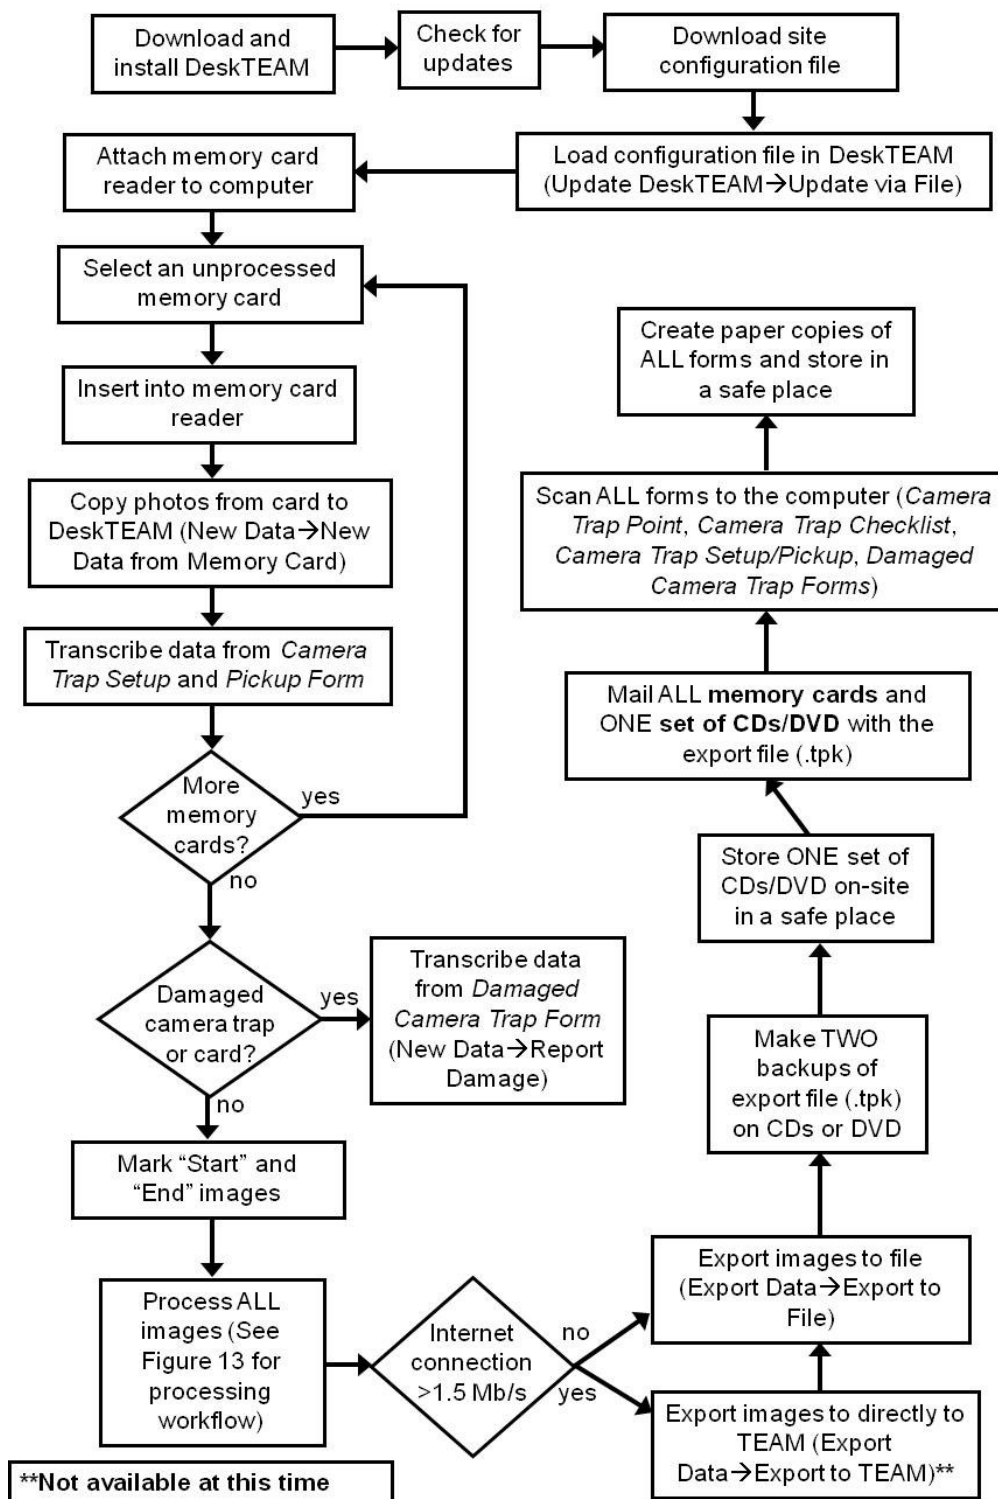 Download and
install DeskTEAM
Check for
updates
Download site
configuration file
Load configuration file in DeskTEAM
(Update DeskTEAM→Update via File)
Attach memory card
reader to computer
Select an unprocessed
memory card
Insert into memory card
reader
Copy photos from card to
DeskTEAM (New Data→New
Data from Memory Card)
Transcribe data from Camera
Trap Setup and Pickup Form
More
memory
cards?
yes
no
Damaged
camera trap
or card?
yes
no
Transcribe data
from Damaged
Camera Trap Form
(New Data→Report
Damage)
Mark “Start” and
“End” images
Process ALL
images (See
Figure 13 for
processing
workflow)
Internet
connection
>1.5 Mb/s
no
yes
Export images to directly to
TEAM (Export
Data→Export to TEAM)**
Export images to file
(Export Data→Export to
File)
Make TWO
backups of
export file (.tpk)
on CDs or DVD
Store ONE set of
CDs/DVD on-site
in a safe place
Mail ALL memory cards and
ONE set of CDs/DVD with the
export file (.tpk)
Scan ALL forms to the computer (Camera
Trap Point, Camera Trap Checklist,
Camera Trap Setup/Pickup, Damaged
Camera Trap Forms)
Create paper copies of
ALL forms and store in
a safe place
**Not available at this time